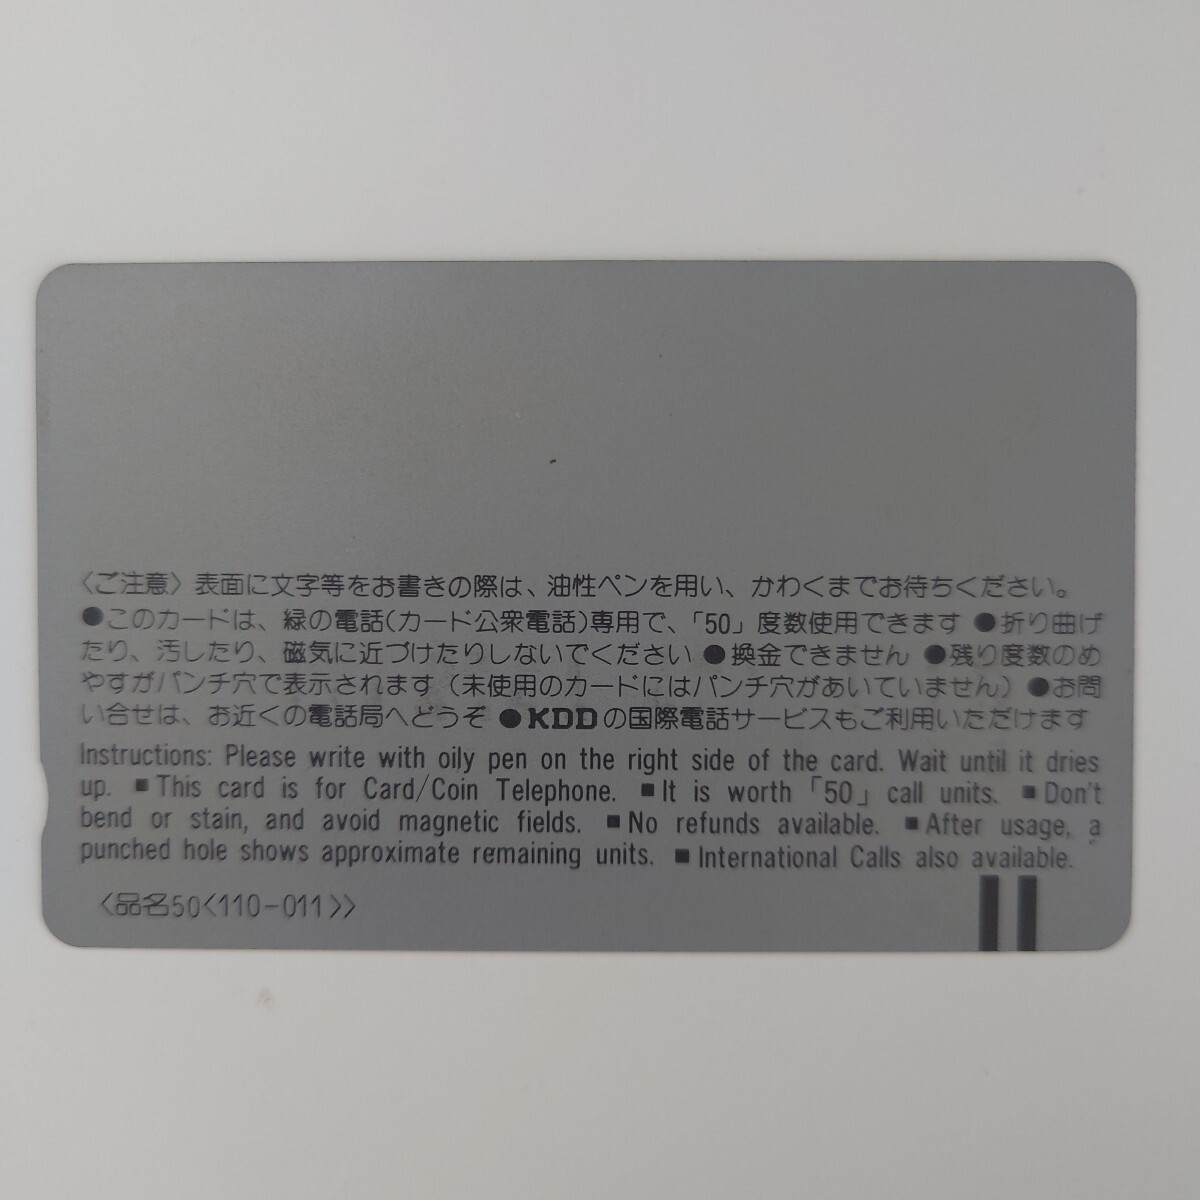 〈ご注意〉表面に文字等をお書きの際は、油性ペンを用い、かわくまでお待ちください。
●このカードは、緑の電話(カード公衆電話)専用で、「50」度数使用できます ●折り曲げ
たり、汚したり、磁気に近づけたりしないでください ●換金できません ●残り度数のめ
やすがパンチ穴で表示されます (未使用のカードにはパンチ穴があいていません) ●お問
い合せは、お近くの電話局へどうぞ ●KDDの国際電話サービスもご利用いただけます
Instructions: Please write with oily pen on the right side of the card. Wait until it dries
up. ■This card is for Card/Coin Telephone. ■It is worth「50」call units. ■Don't
bend or stain, and avoid magnetic fields. ■No refunds available. ■After usage, a
punched hole shows approximate remaining units. ■International Calls also available.
〈品名50〈110-011〉〉